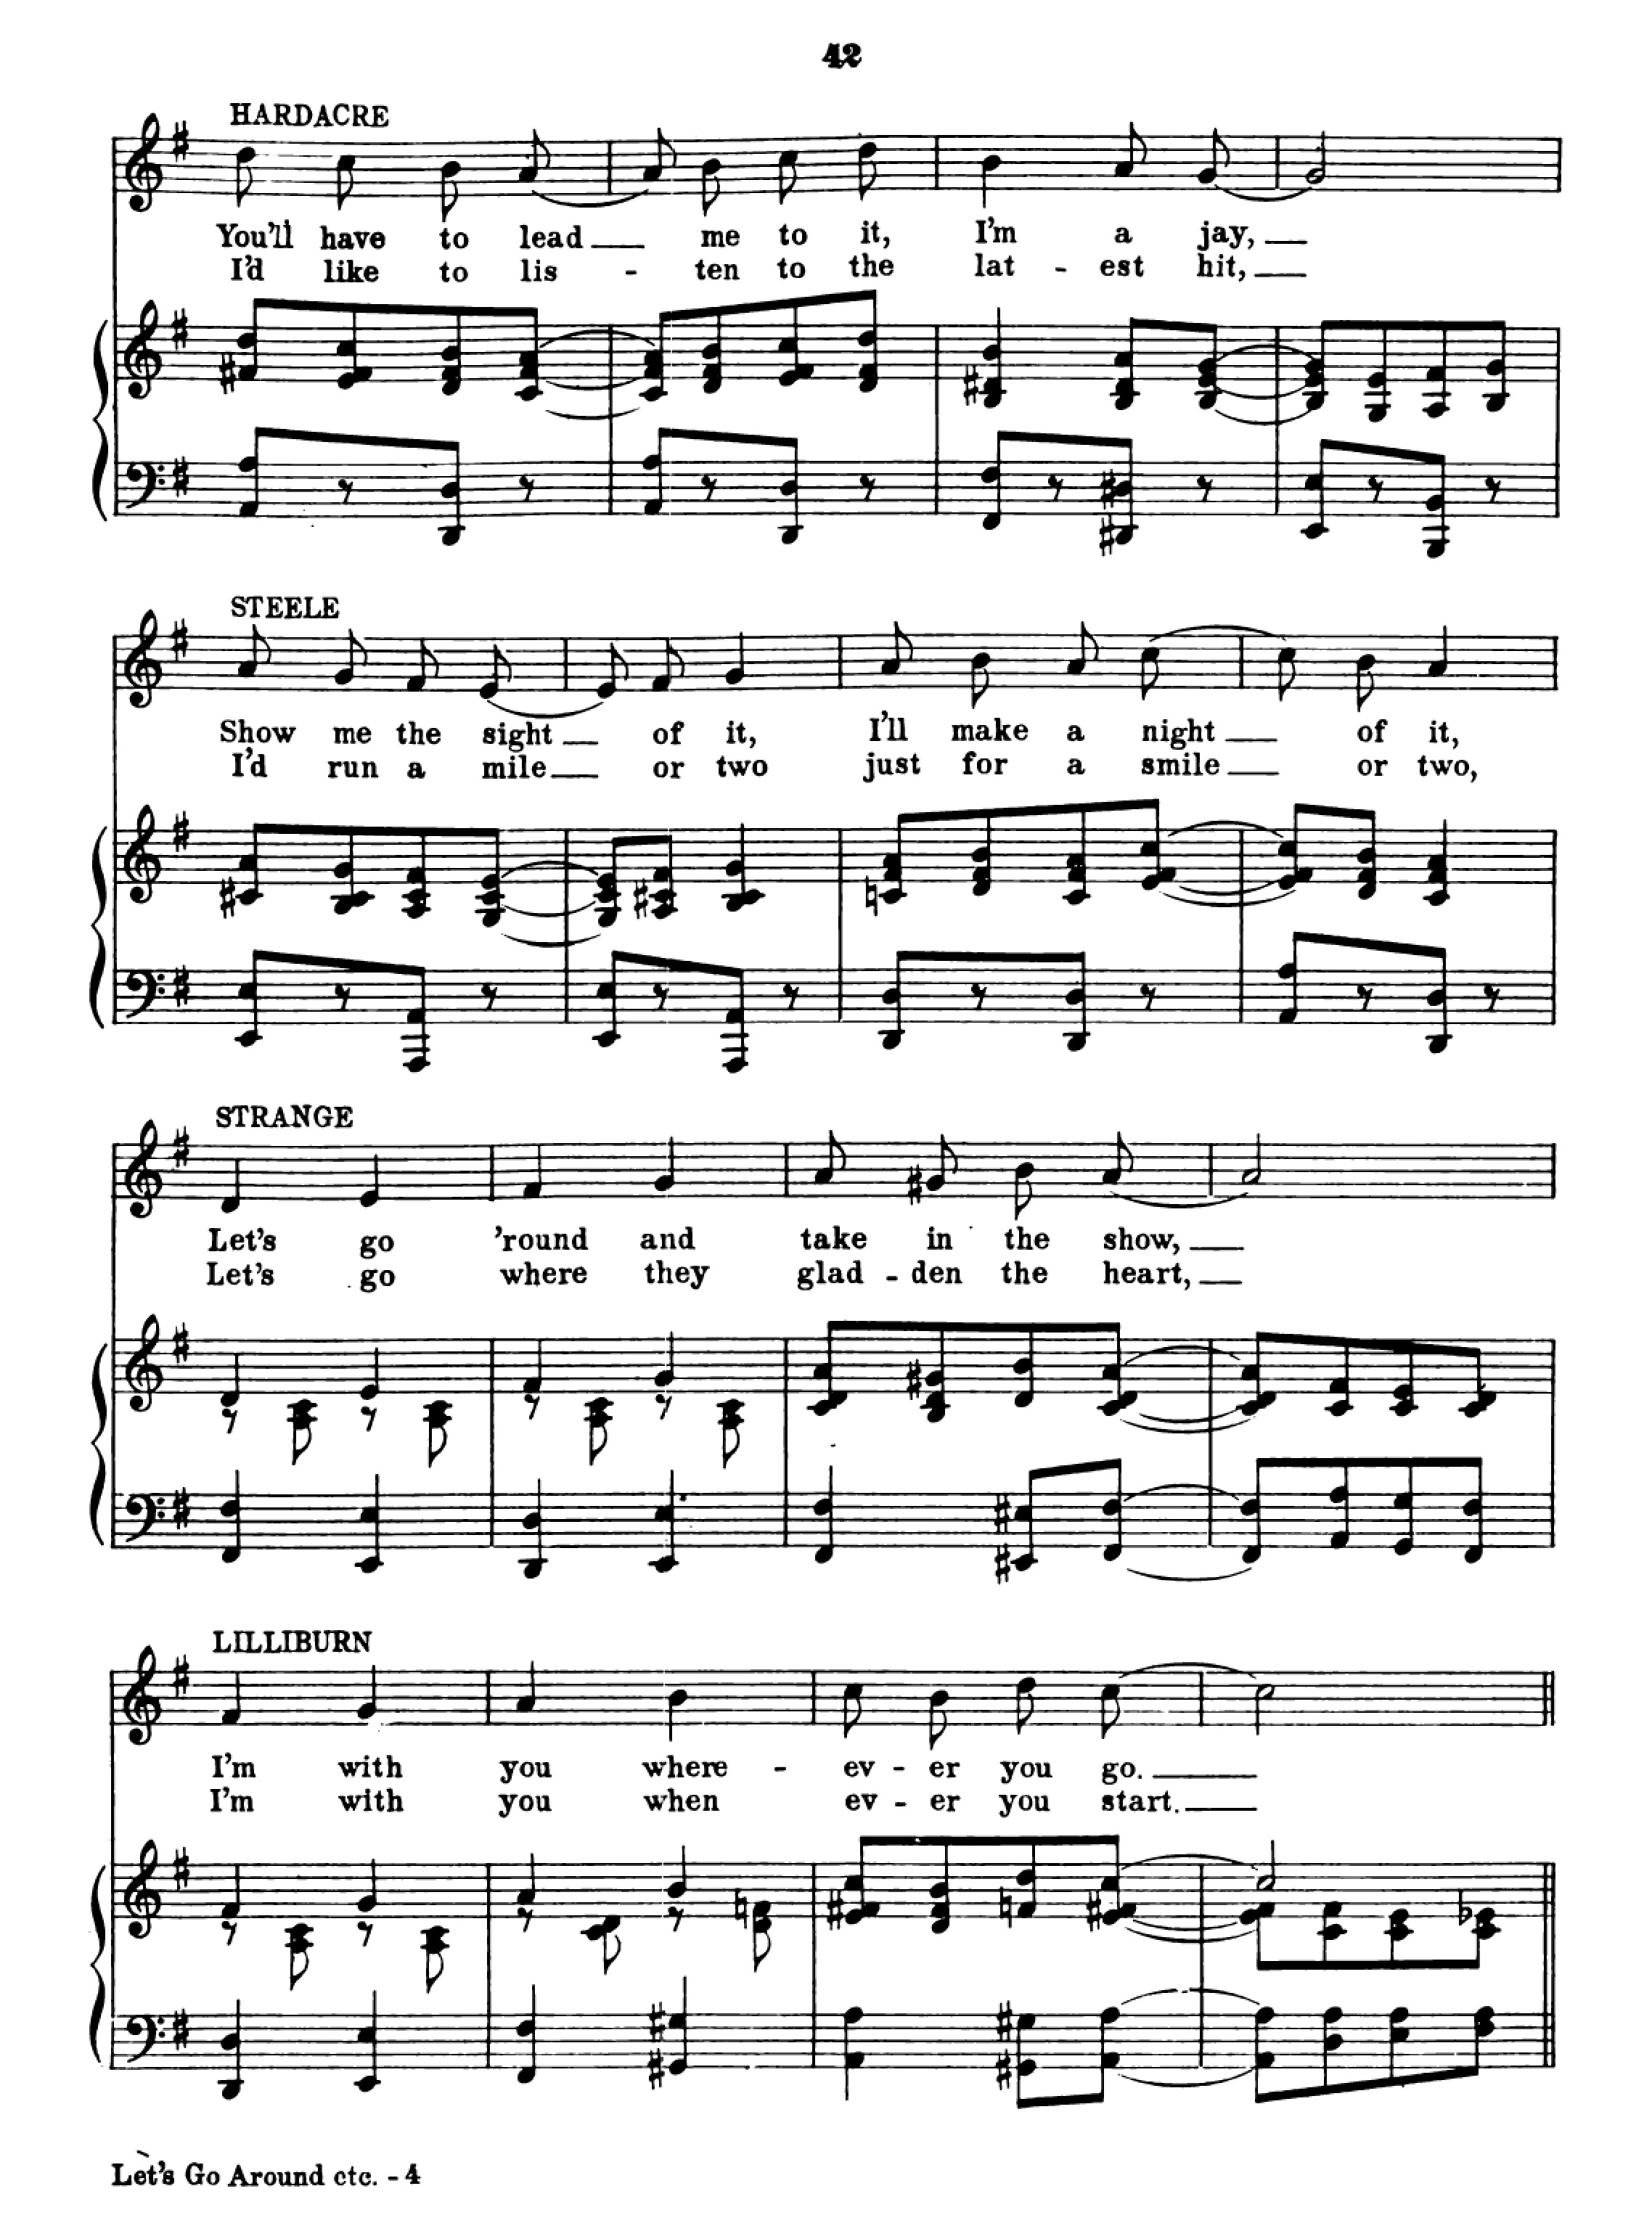 42
HARDACRE
You'll have to lead me to it, I'm a jay,
I'd like to lis - ten to the lat - est hit,
STEELE
Show me the sight of it, I'll make a night of it,
I'd run a mile or two just for a smile or two,
STRANGE
Let's go 'round and take in the show,
Let's go where they glad - den the heart,
LILLIBURN
I'm with you where - ev - er you go.
I'm with you when ev - er you start.
Let's Go Around etc. - 4